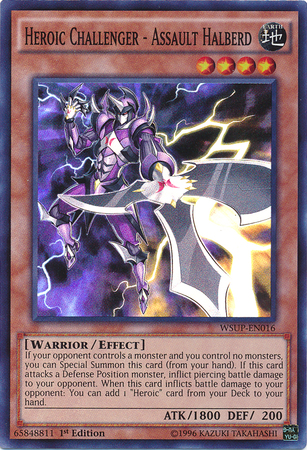 Heroic Challenger - Assault Halberd
EARTH
地
WSUP-EN016
[Warrior / Effect]
If your opponent controls a monster and you control no monsters,
you can Special Summon this card (from your hand). If this card
attacks a Defense Position monster, inflict piercing battle damage
to your opponent. When this card inflicts battle damage to your
opponent: You can add 1 "Heroic" card from your Deck to your
hand.
ATK/1800 DEF/ 200
65848811 1st Edition ©1996 KAZUKI TAKAHASHI